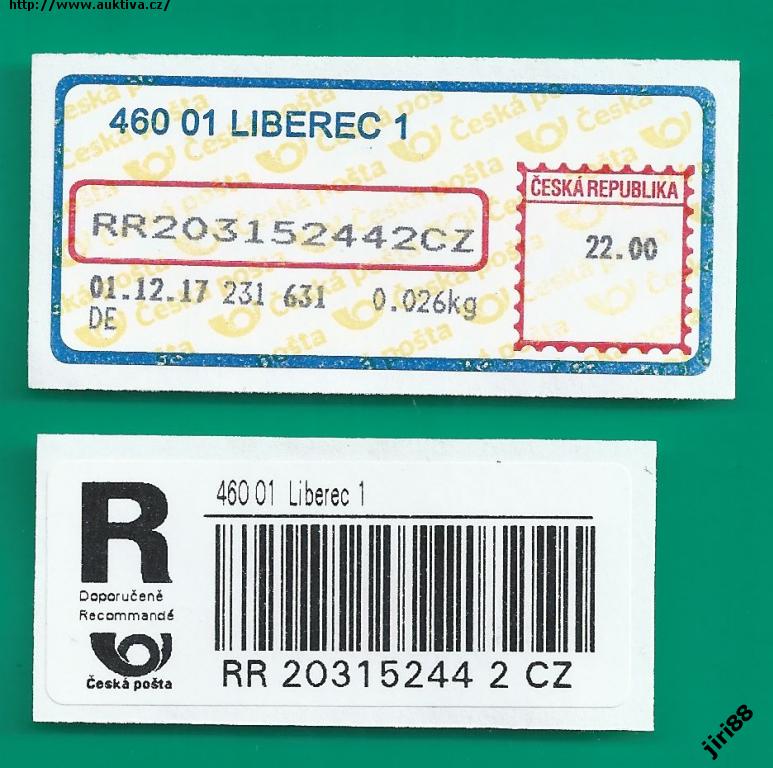 http://www.auktiva.cz/
460 01 LIBEREC 1
ČESKÁ REPUBLIKA
RR203152442CZ
22.00
01.12.17 231 631 0.026kg
DE
460 01 Liberec 1
R
Doporučeně
Recommandé
Česká pošta
RR 20315244 2 CZ
jiri88